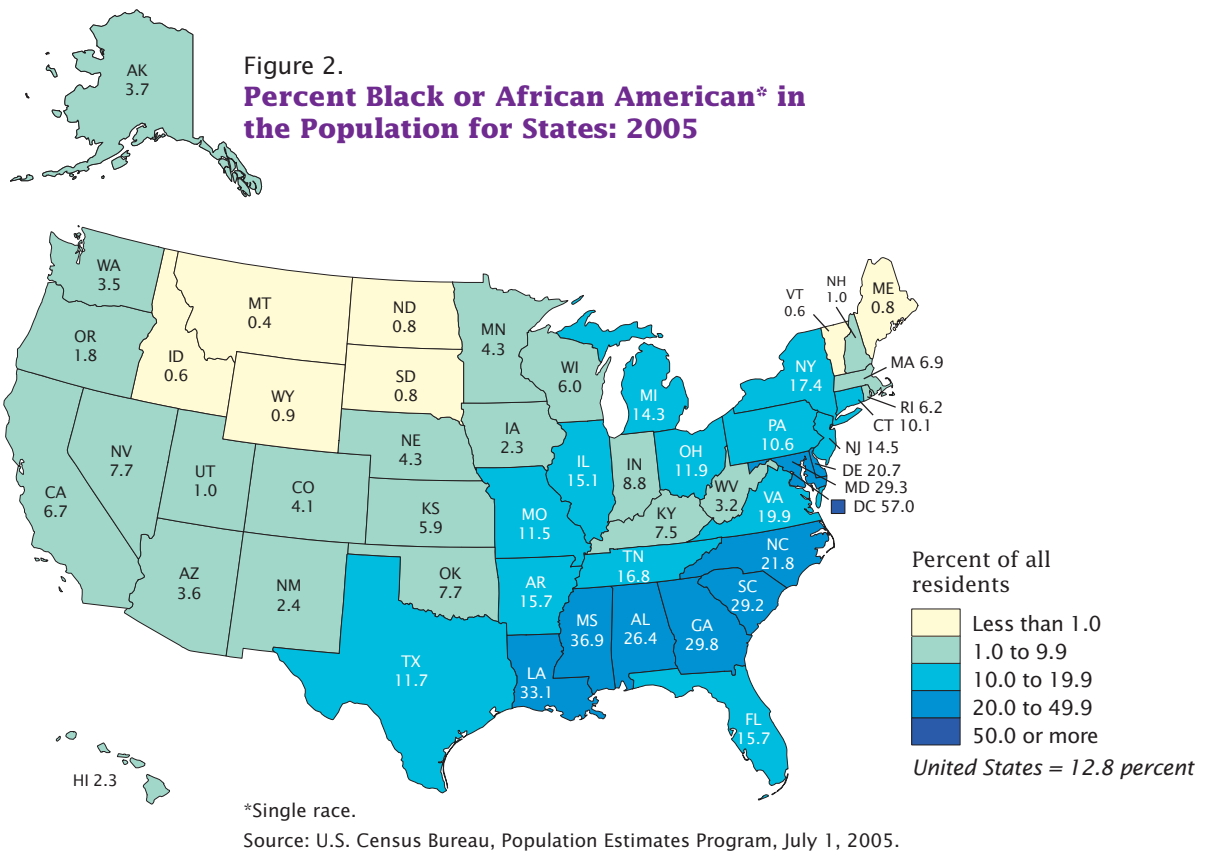 AK
3.7
Figure 2.
Percent Black or African American* in
the Population for States: 2005
WA
3.5
OR
1.8
CA
6.7
NV
7.7
ID
0.6
MT
0.4
WY
0.9
UT
1.0
CO
4.1
AZ
3.6
NM
2.4
ND
0.8
SD
0.8
NE
4.3
KS
5.9
OK
7.7
TX
11.7
MN
4.3
IA
2.3
MO
11.5
AR
15.7
LA
33.1
WI
6.0
IL
15.1
MI
14.3
IN
8.8
OH
11.9
KY
7.5
TN
16.8
MS
36.9
AL
26.4
GA
29.8
FL
15.7
SC
29.2
NC
21.8
VA
19.9
WV
3.2
PA
10.6
NY
17.4
VT
0.6
NH
1.0
ME
0.8
MA 6.9
RI 6.2
CT 10.1
NJ 14.5
DE 20.7
MD 29.3
DC 57.0
HI 2.3
Percent of all
residents
Less than 1.0
1.0 to 9.9
10.0 to 19.9
20.0 to 49.9
50.0 or more
United States = 12.8 percent
*Single race.
Source: U.S. Census Bureau, Population Estimates Program, July 1, 2005.